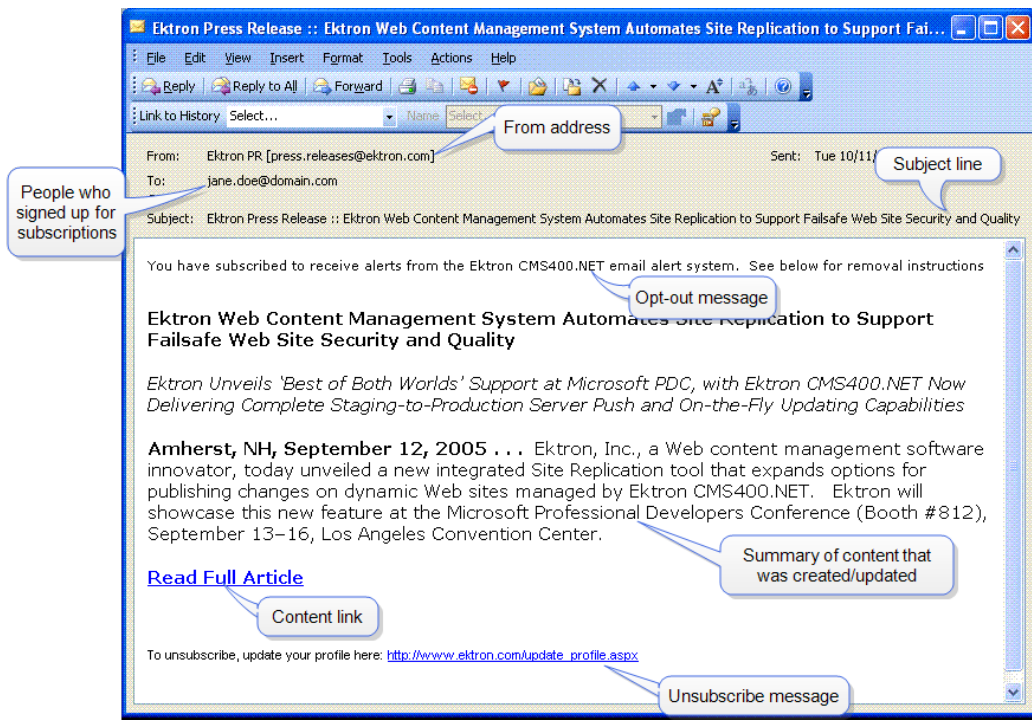 Ektron Press Release :: Ektron Web Content Management System Automates Site Replication to Support Fai...
File Edit View Insert Format Tools Actions Help
Reply Reply to All Forward
Link to History Select... Name Select
From address
From: Ektron PR [press.releases@ektron.com] Sent: Tue 10/11/
Subject line
People who
signed up for
subscriptions
To: jane.doe@domain.com
Subject: Ektron Press Release :: Ektron Web Content Management System Automates Site Replication to Support Failsafe Web Site Security and Quality
You have subscribed to receive alerts from the Ektron CMS400.NET email alert system. See below for removal instructions
Opt-out message
Ektron Web Content Management System Automates Site Replication to Support
Failsafe Web Site Security and Quality
Ektron Unveils ‘Best of Both Worlds’ Support at Microsoft PDC, with Ektron CMS400.NET Now
Delivering Complete Staging-to-Production Server Push and On-the-Fly Updating Capabilities
Amherst, NH, September 12, 2005 . . . Ektron, Inc., a Web content management software
innovator, today unveiled a new integrated Site Replication tool that expands options for
publishing changes on dynamic Web sites managed by Ektron CMS400.NET. Ektron will
showcase this new feature at the Microsoft Professional Developers Conference (Booth #812),
September 13–16, Los Angeles Convention Center.
Summary of content that
was created/updated
Read Full Article
Content link
To unsubscribe, update your profile here: http://www.ektron.com/update_profile.aspx
Unsubscribe message